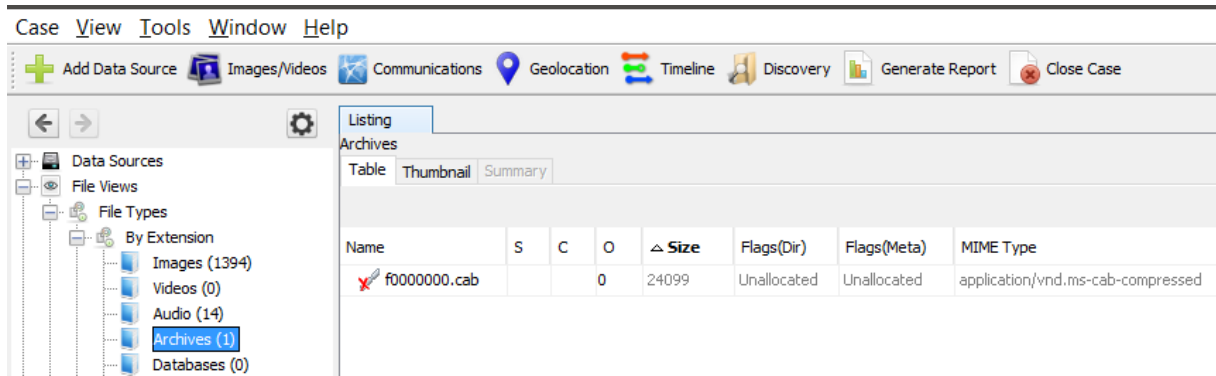 Case View Tools Window Help
Add Data Source Images/Videos Communications Geolocation Timeline Discovery Generate Report Close Case
Listing
Archives
Table Thumbnail Summary
Data Sources
File Views
File Types
By Extension
Images (1394)
Videos (0)
Audio (14)
Archives (1)
Databases (0)
Name S C O Size Flags(Dir) Flags(Meta) MIME Type
f0000000.cab 0 24099 Unallocated Unallocated application/vnd.ms-cab-compressed